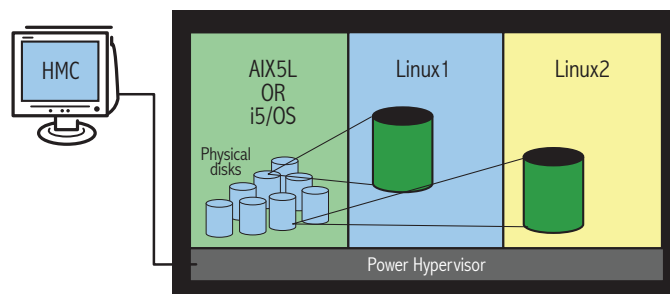 HMC
AIX5L
OR
i5/OS
Physical
disks
Linux1
Linux2
Power Hypervisor